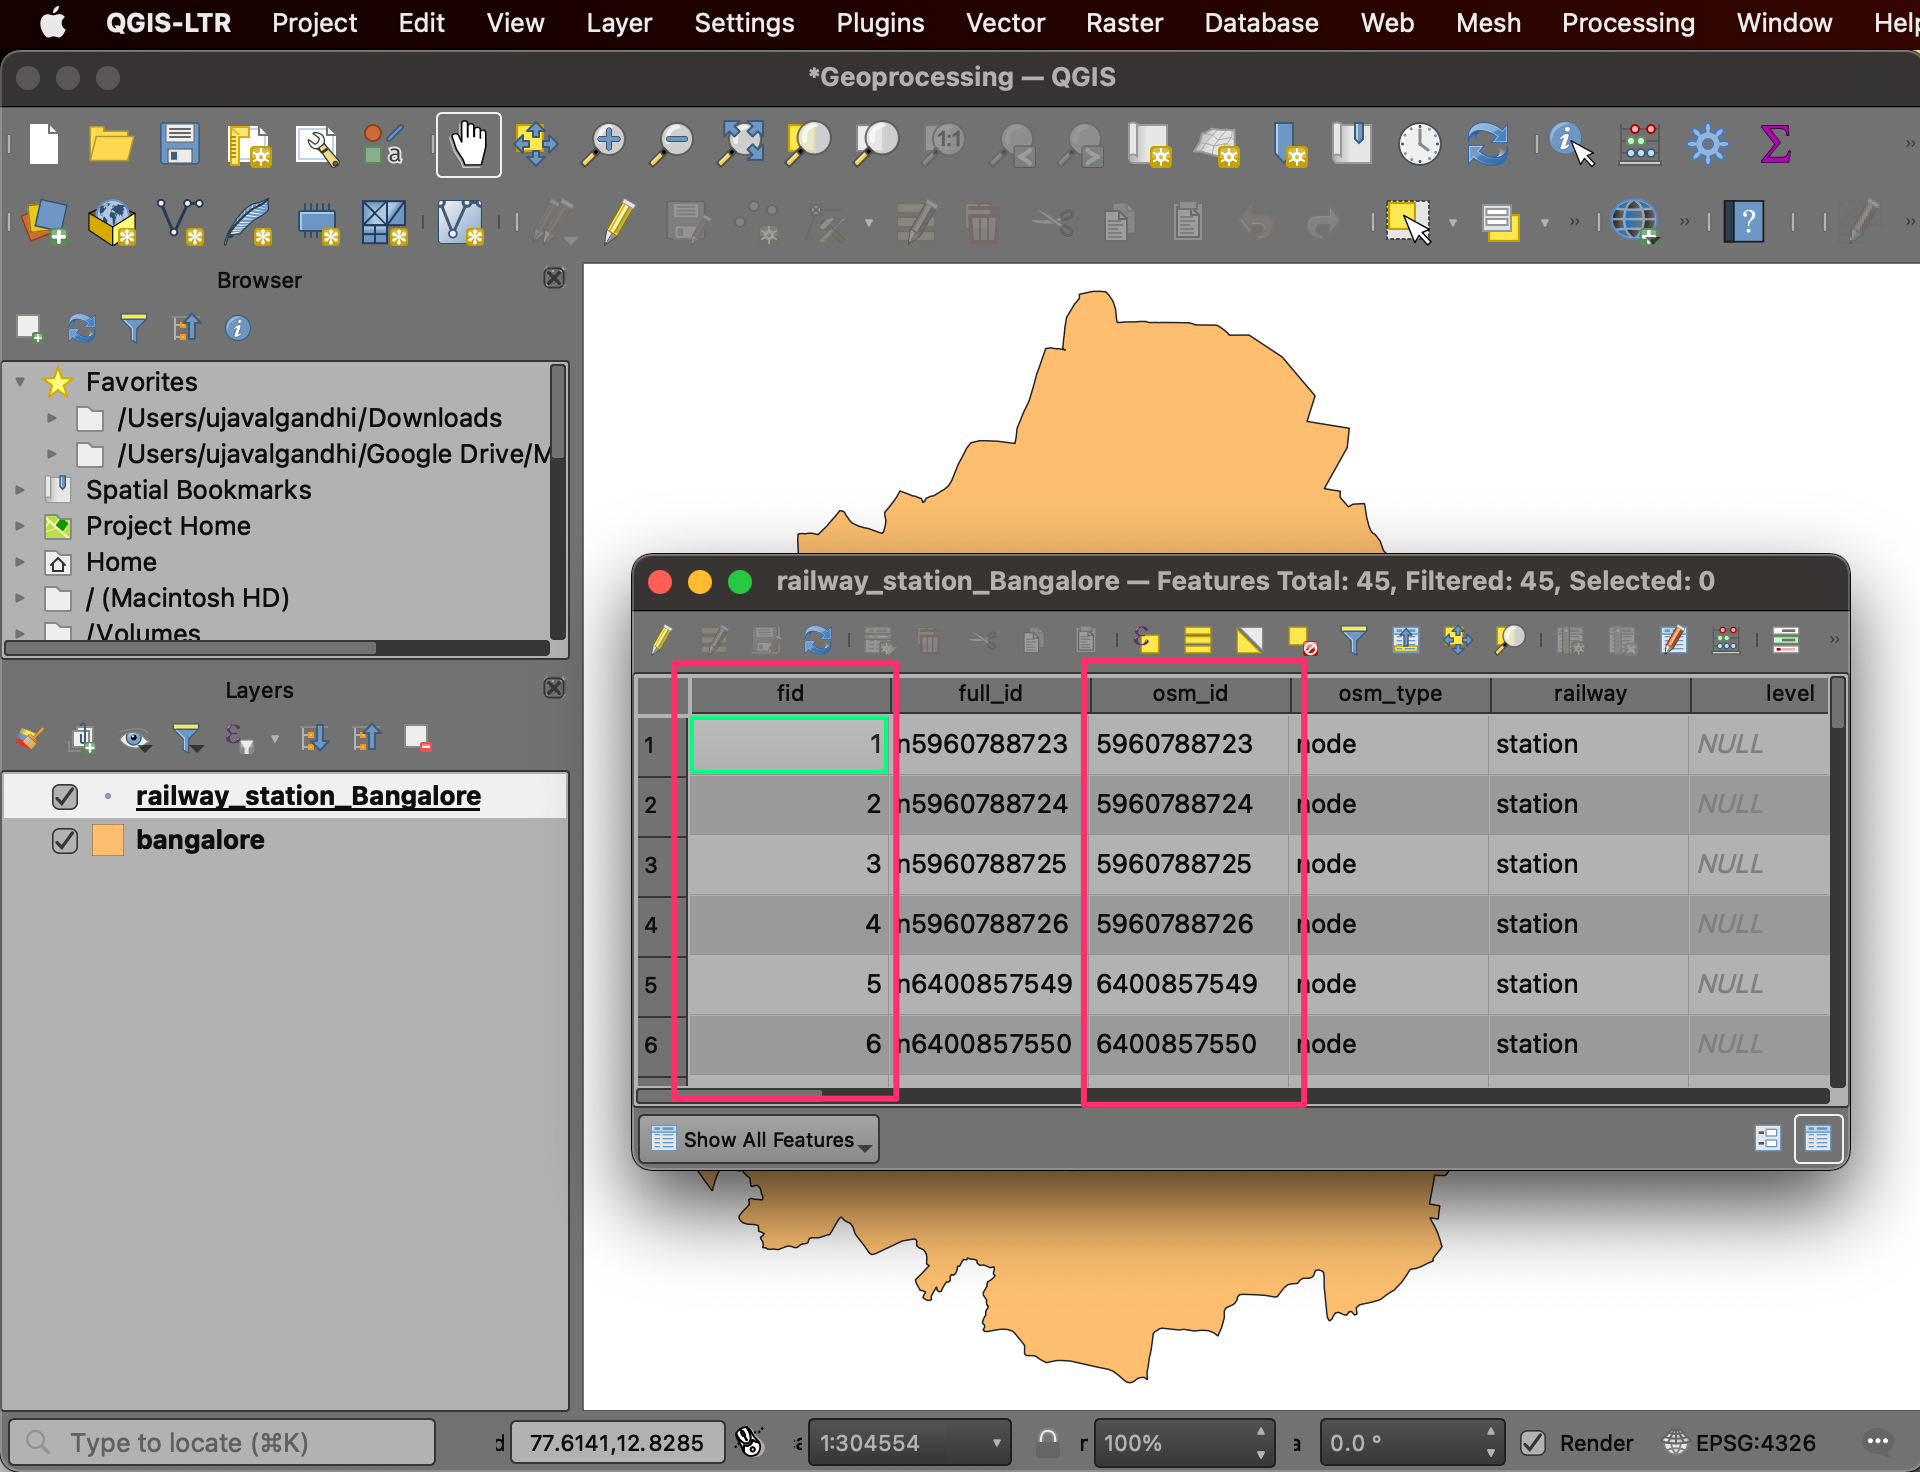 QGIS-LTR Project Edit View Layer Settings Plugins Vector Raster Database Web Mesh Processing Window Help
*Geoprocessing — QGIS
1:1
a
Browser
Favorites
/Users/ujavalgandhi/Downloads
/Users/ujavalgandhi/Google Drive/M
Spatial Bookmarks
Project Home
Home
/ (Macintosh HD)
/Volumes
Layers
railway_station_Bangalore
bangalore
railway_station_Bangalore — Features Total: 45, Filtered: 45, Selected: 0
fid full_id osm_id osm_type railway level
1 1 n5960788723 5960788723 node station NULL
2 2 n5960788724 5960788724 node station NULL
3 3 n5960788725 5960788725 node station NULL
4 4 n5960788726 5960788726 node station NULL
5 5 n6400857549 6400857549 node station NULL
6 6 n6400857550 6400857550 node station NULL
Show All Features
Type to locate (⌘K) 77.6141,12.8285 1:304554 100% 0.0 ° Render EPSG:4326